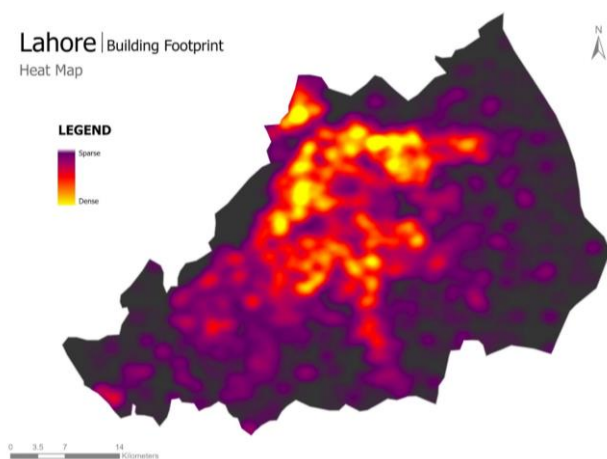 Lahore | Building Footprint
Heat Map
N
LEGEND
Sparse
Dense
0 3.5 7 14
Kilometers